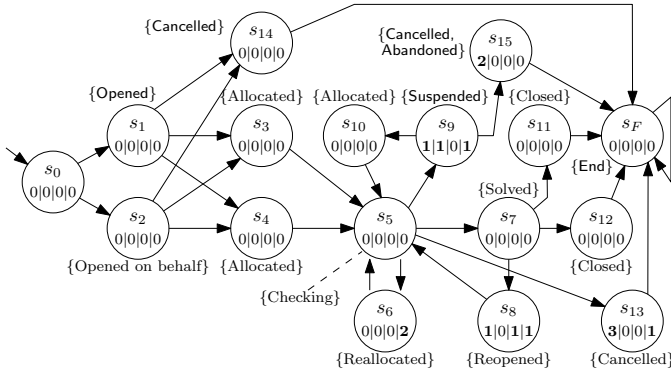 {Cancelled}
s14
0|0|0|0
{Cancelled,
Abandoned}
s15
2|0|0|0
{Opened}
s1
0|0|0|0
{Allocated}
s3
0|0|0|0
{Allocated}
s10
0|0|0|0
{Suspended}
s9
1|1|0|1
{Closed}
s11
0|0|0|0
sF
0|0|0|0
{End}
s0
0|0|0|0
s2
0|0|0|0
{Opened on behalf}
s4
0|0|0|0
{Allocated}
s5
0|0|0|0
{Checking}
{Solved}
s7
0|0|0|0
s12
0|0|0|0
{Closed}
s6
0|0|0|2
{Reallocated}
s8
1|0|1|1
{Reopened}
s13
3|0|0|1
{Cancelled}